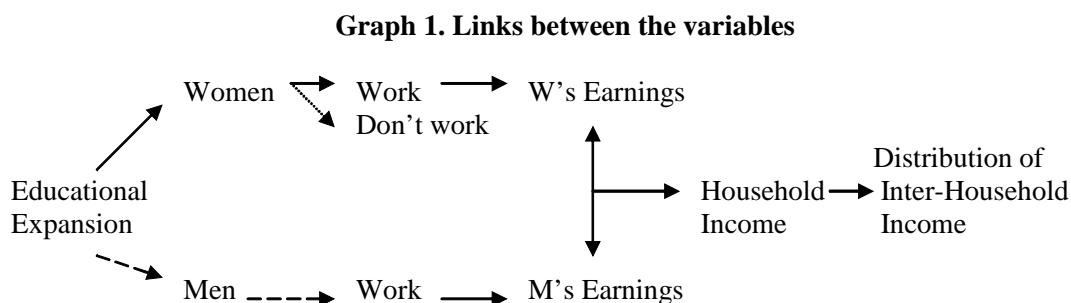 Graph 1. Links between the variables
Women
Work
W’s Earnings
Don’t work
Educational
Expansion
Household
Income
Distribution of
Inter-Household
Income
Men
Work
M’s Earnings